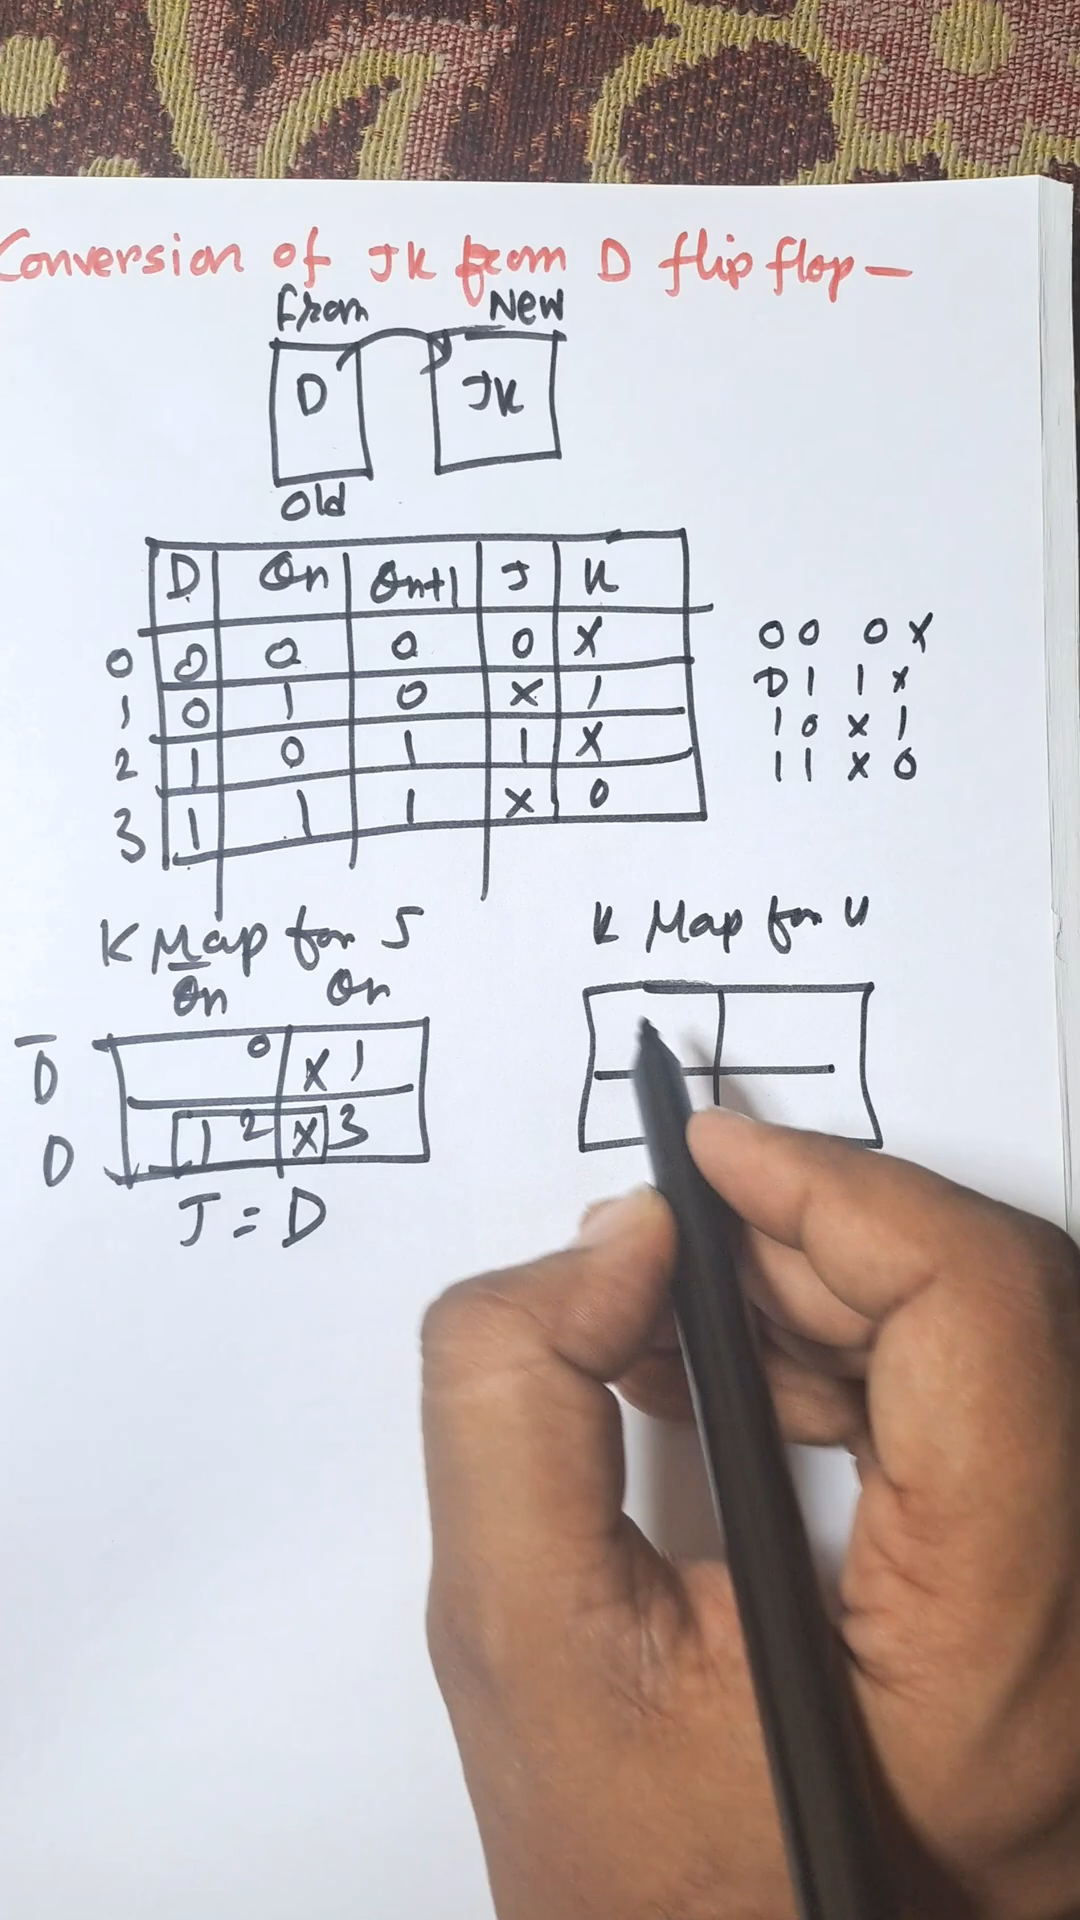 Conversion of JK from D flip flop —
From New
D JK
Old
D Qn Qn+1 J K
0 0 0 0 0 X
1 0 1 0 X 1
2 1 0 1 1 X
3 1 1 1 X 0
0 0 0 X
0 1 1 X
1 0 X 1
1 1 X 0
K Map for J
K Map for K
Q̅n Qn
D̅ 0 X 1
D 1 2 X 3
J = D